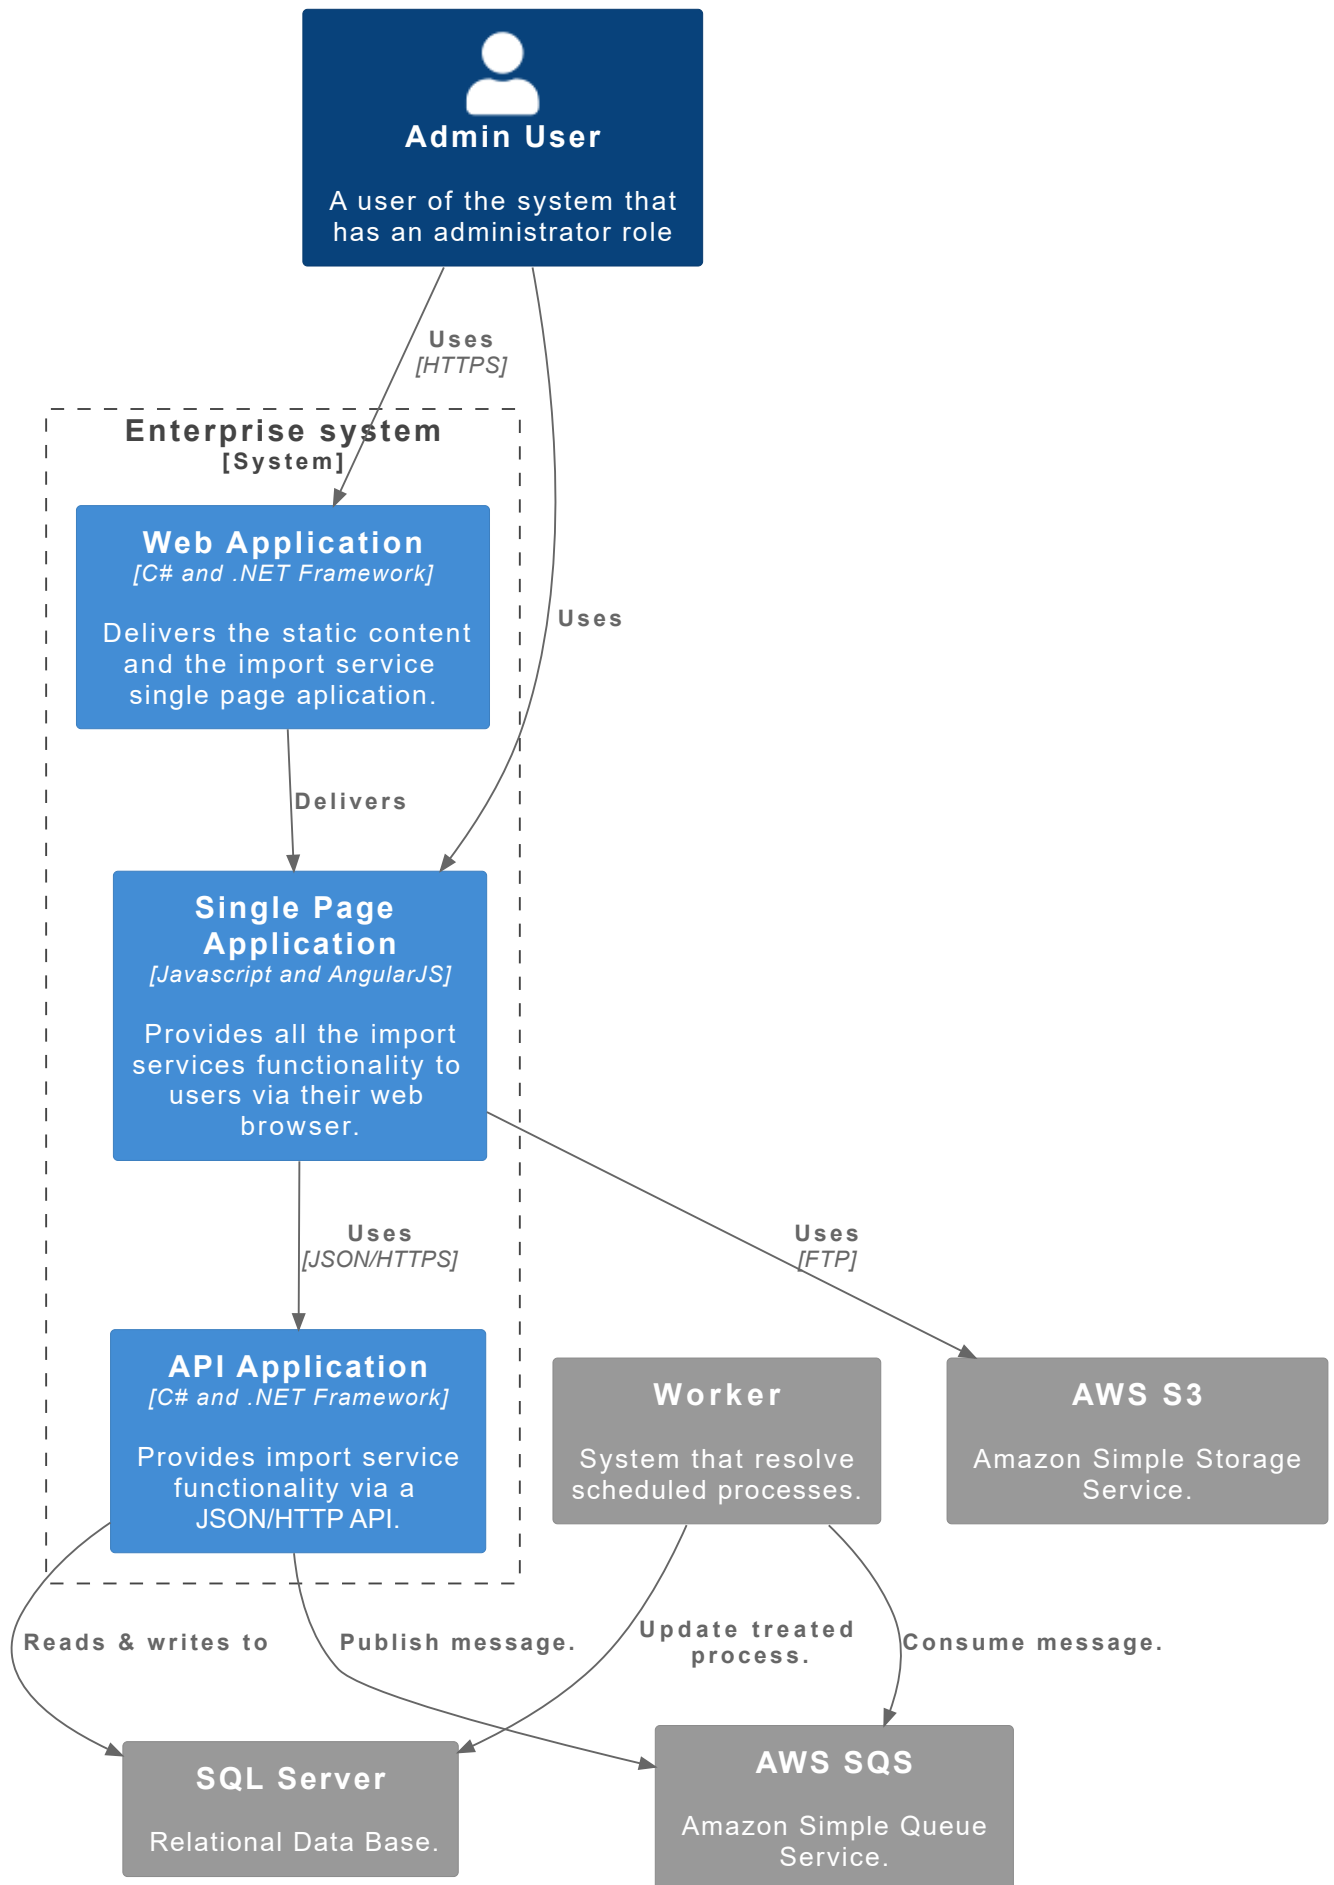 Admin User
A user of the system that
has an administrator role
Uses
[HTTPS]
Enterprise system
[System]
Web Application
[C# and .NET Framework]
Delivers the static content
and the import service
single page aplication.
Uses
Delivers
Single Page
Application
[Javascript and AngularJS]
Provides all the import
services functionality to
users via their web
browser.
Uses
[JSON/HTTPS]
Uses
[FTP]
API Application
[C# and .NET Framework]
Provides import service
functionality via a
JSON/HTTP API.
Worker
System that resolve
scheduled processes.
AWS S3
Amazon Simple Storage
Service.
Reads & writes to
Publish message.
Update treated
process.
Consume message.
SQL Server
Relational Data Base.
AWS SQS
Amazon Simple Queue
Service.